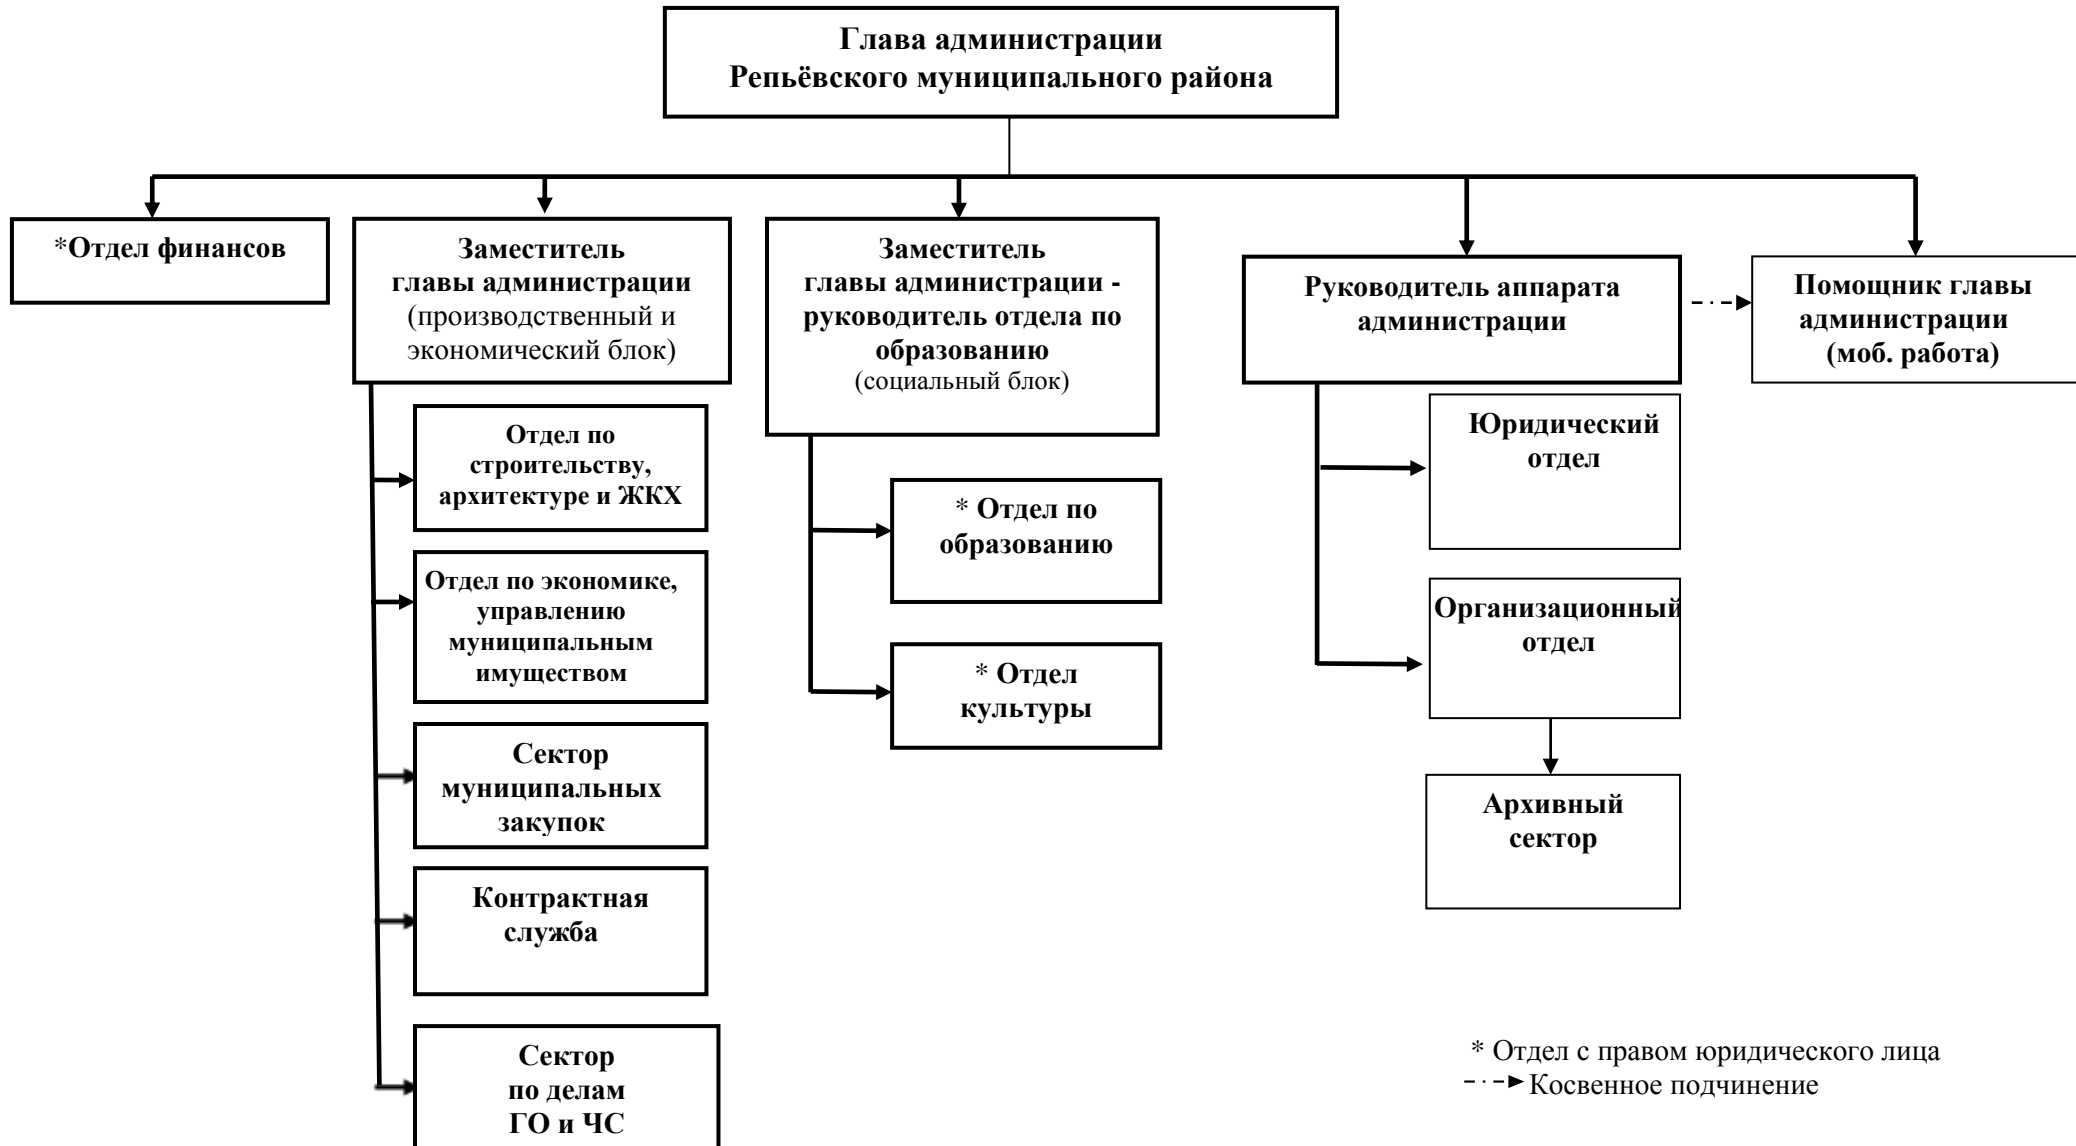 Глава администрации
Репьёвского муниципального района
*Отдел финансов
Заместитель
главы администрации
(производственный и
экономический блок)
Заместитель
главы администрации -
руководитель отдела по
образованию
(социальный блок)
Руководитель аппарата
администрации
Помощник главы
администрации
(моб. работа)
Отдел по
строительству,
архитектуре и ЖКХ
Отдел по экономике,
управлению
муниципальным
имуществом
Сектор
муниципальных
закупок
Контрактная
служба
Сектор
по делам
ГО и ЧС
* Отдел по
образованию
* Отдел
культуры
Юридический
отдел
Организационный
отдел
Архивный
сектор
* Отдел с правом юридического лица
Косвенное подчинение